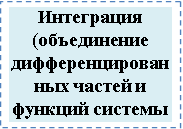 Интеграция
(объединение
дифференцирован
ных частей и
функций системы